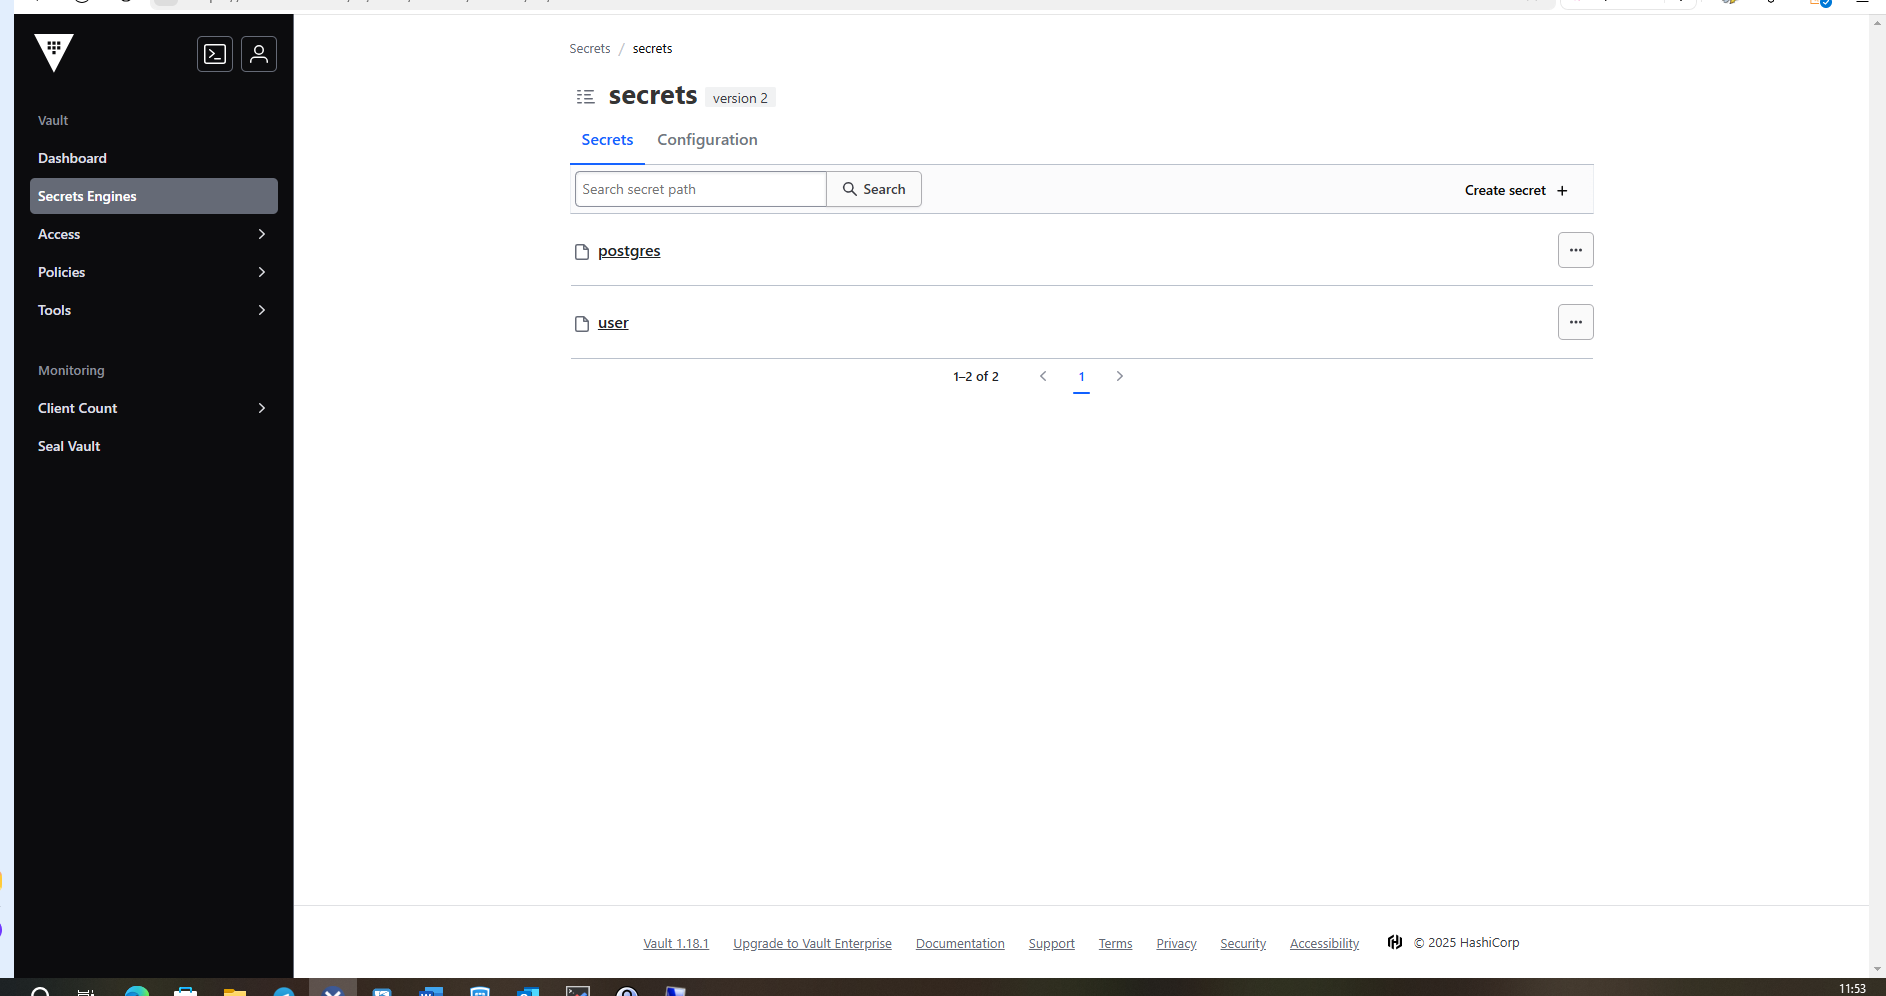 Secrets / secrets
secrets version 2
Secrets Configuration
Search secret path Search Create secret +
postgres
user
1–2 of 2 1
Vault
Dashboard
Secrets Engines
Access
Policies
Tools
Monitoring
Client Count
Seal Vault
Vault 1.18.1 Upgrade to Vault Enterprise Documentation Support Terms Privacy Security Accessibility © 2025 HashiCorp
11:53